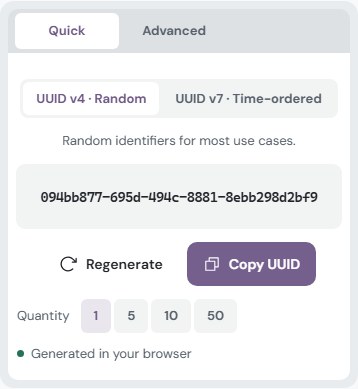 Quick Advanced
UUID v4 · Random UUID v7 · Time-ordered
Random identifiers for most use cases.
094bb877-695d-494c-8881-8ebb298d2bf9
Regenerate Copy UUID
Quantity 1 5 10 50
Generated in your browser